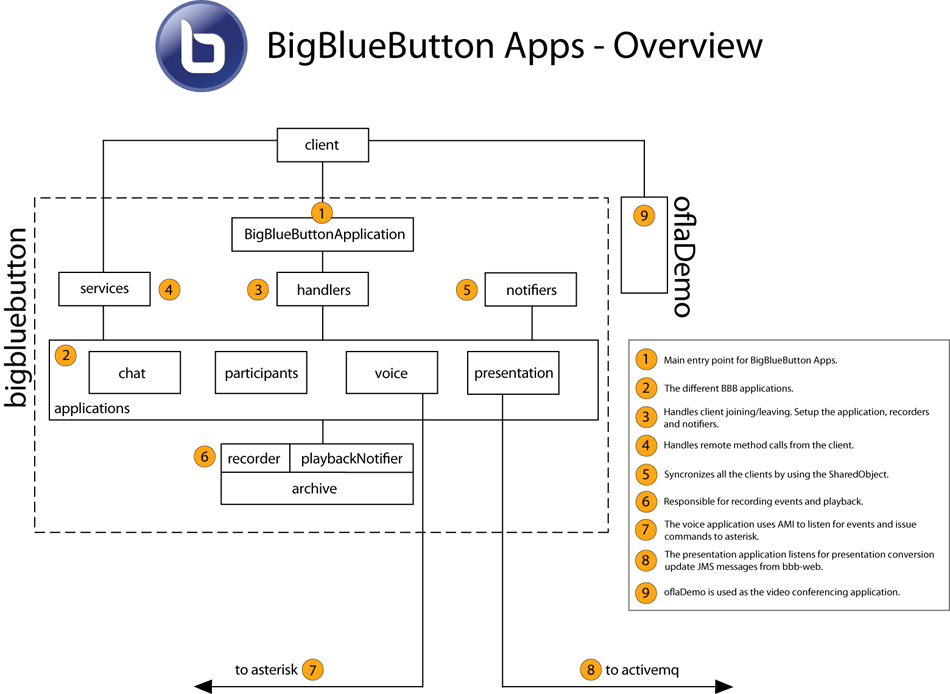 BigBlueButton Apps - Overview
client
1
BigBlueButtonApplication
9
oflaDemo
bigbluebutton
services
4
3
handlers
5
notifiers
2
chat
participants
voice
presentation
applications
6
recorder
playbackNotifier
archive
1 Main entry point for BigBlueButton Apps.
2 The different BBB applications.
3 Handles client joining/leaving. Setup the application, recorders
and notifiers.
4 Handles remote method calls from the client.
5 Syncronizes all the clients by using the SharedObject.
6 Responsible for recording events and playback.
7 The voice application uses AMI to listen for events and issue
commands to asterisk.
8 The presentation application listens for presentation conversion
update JMS messages from bbb-web.
9 oflaDemo is used as the video conferencing application.
to asterisk 7
8 to activemq